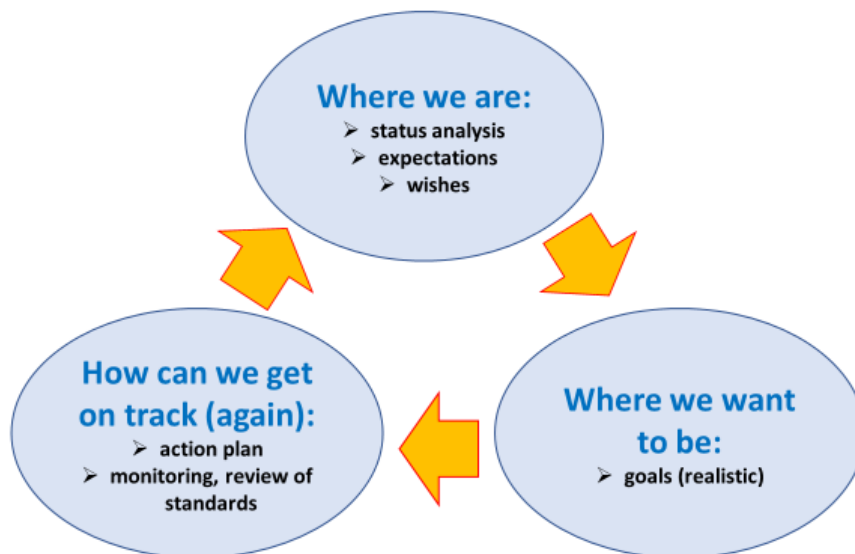 Where we are:
➢ status analysis
➢ expectations
➢ wishes
Where we want
to be:
➢ goals (realistic)
How can we get
on track (again):
➢ action plan
➢ monitoring, review of
standards